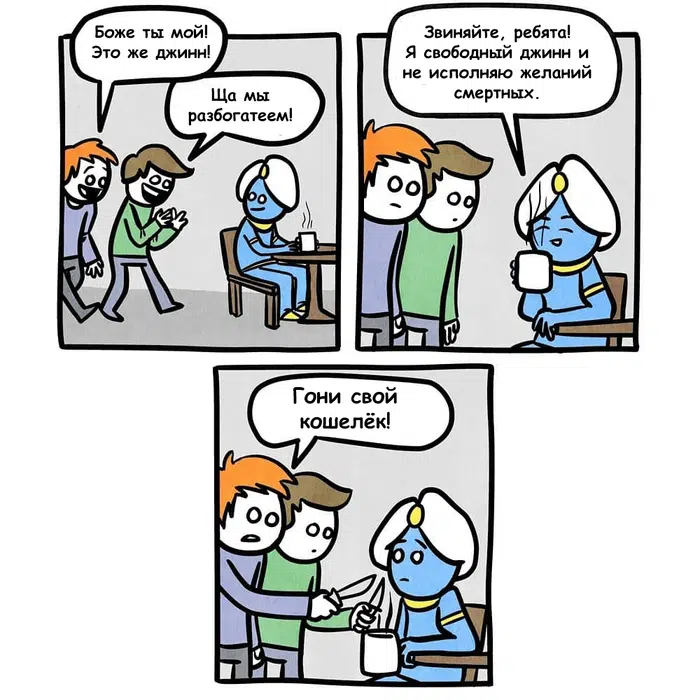 Боже ты мой!
Это же джинн!
Ща мы
разбогатеем!
Звиняйте, ребята!
Я свободный джинн и
не исполняю желаний
смертных.
Гони свой
кошелёк!